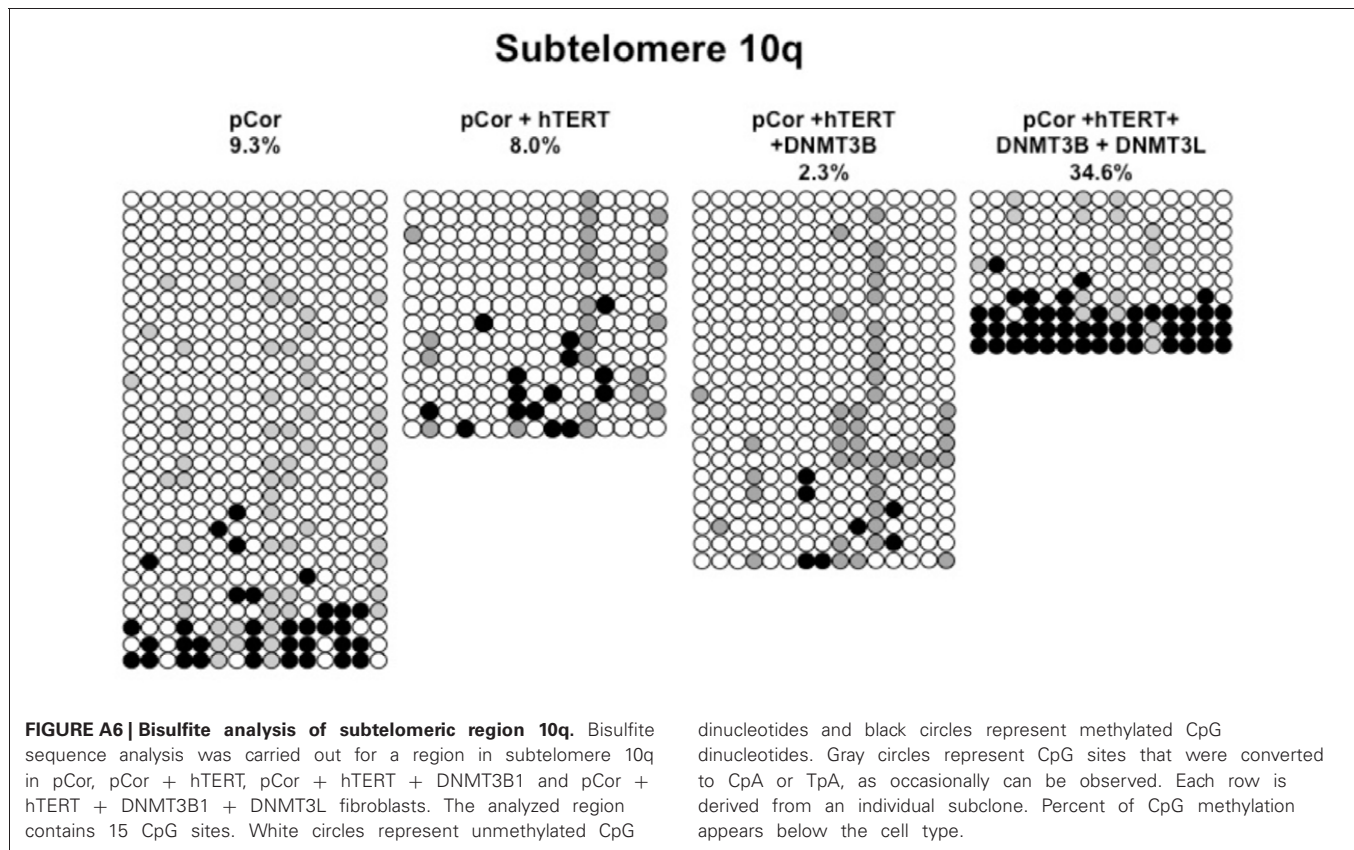 Subtelomere 10q
pCor
9.3%
pCor + hTERT
8.0%
pCor +hTERT
+DNMT3B
2.3%
pCor +hTERT+
DNMT3B + DNMT3L
34.6%
FIGURE A6 | Bisulfite analysis of subtelomeric region 10q. Bisulfite
sequence analysis was carried out for a region in subtelomere 10q
in pCor, pCor + hTERT, pCor + hTERT + DNMT3B1 and pCor +
hTERT + DNMT3B1 + DNMT3L fibroblasts. The analyzed region
contains 15 CpG sites. White circles represent unmethylated CpG
dinucleotides and black circles represent methylated CpG
dinucleotides. Gray circles represent CpG sites that were converted
to CpA or TpA, as occasionally can be observed. Each row is
derived from an individual subclone. Percent of CpG methylation
appears below the cell type.